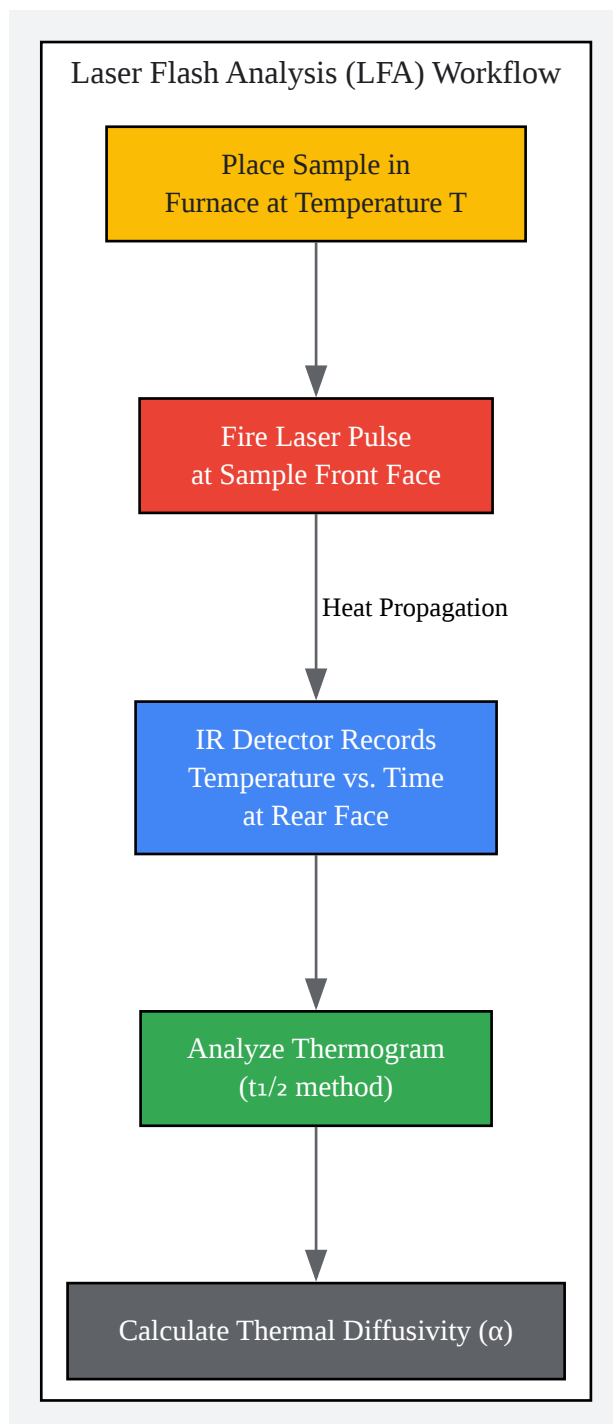 Laser Flash Analysis (LFA) Workflow
Place Sample in
Furnace at Temperature T
Fire Laser Pulse
at Sample Front Face
Heat Propagation
IR Detector Records
Temperature vs. Time
at Rear Face
Analyze Thermogram
(t₁/₂ method)
Calculate Thermal Diffusivity (α)